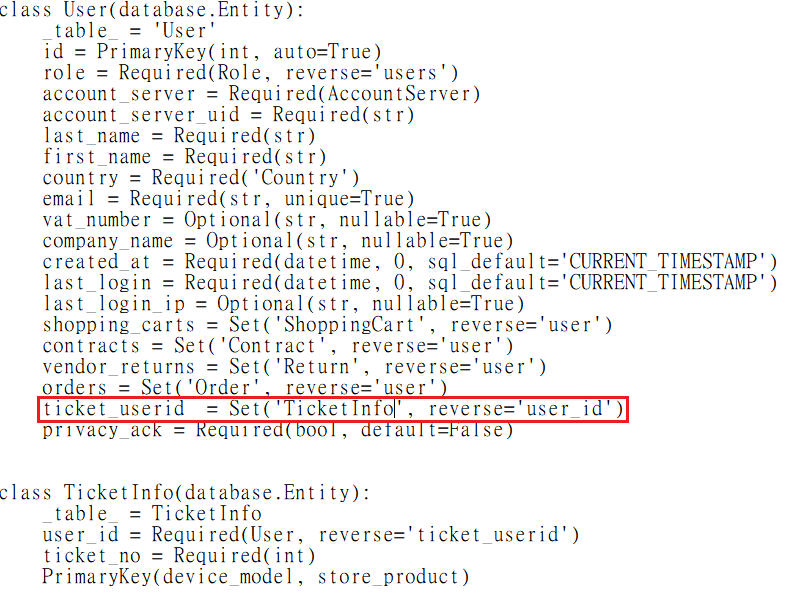 class User(database.Entity):
    _table_ = 'User'
    id = PrimaryKey(int, auto=True)
    role = Required(Role, reverse='users')
    account_server = Required(AccountServer)
    account_server_uid = Required(str)
    last_name = Required(str)
    first_name = Required(str)
    country = Required('Country')
    email = Required(str, unique=True)
    vat_number = Optional(str, nullable=True)
    company_name = Optional(str, nullable=True)
    created_at = Required(datetime, 0, sql_default='CURRENT_TIMESTAMP')
    last_login = Required(datetime, 0, sql_default='CURRENT_TIMESTAMP')
    last_login_ip = Optional(str, nullable=True)
    shopping_carts = Set('ShoppingCart', reverse='user')
    contracts = Set('Contract', reverse='user')
    vendor_returns = Set('Return', reverse='user')
    orders = Set('Order', reverse='user')
    ticket_userid  = Set('TicketInfo', reverse='user_id')
    privacy_ack = Required(bool, default=False)
class TicketInfo(database.Entity):
    _table_ = TicketInfo
    user_id = Required(User, reverse='ticket_userid')
    ticket_no = Required(int)
    PrimaryKey(device_model, store_product)